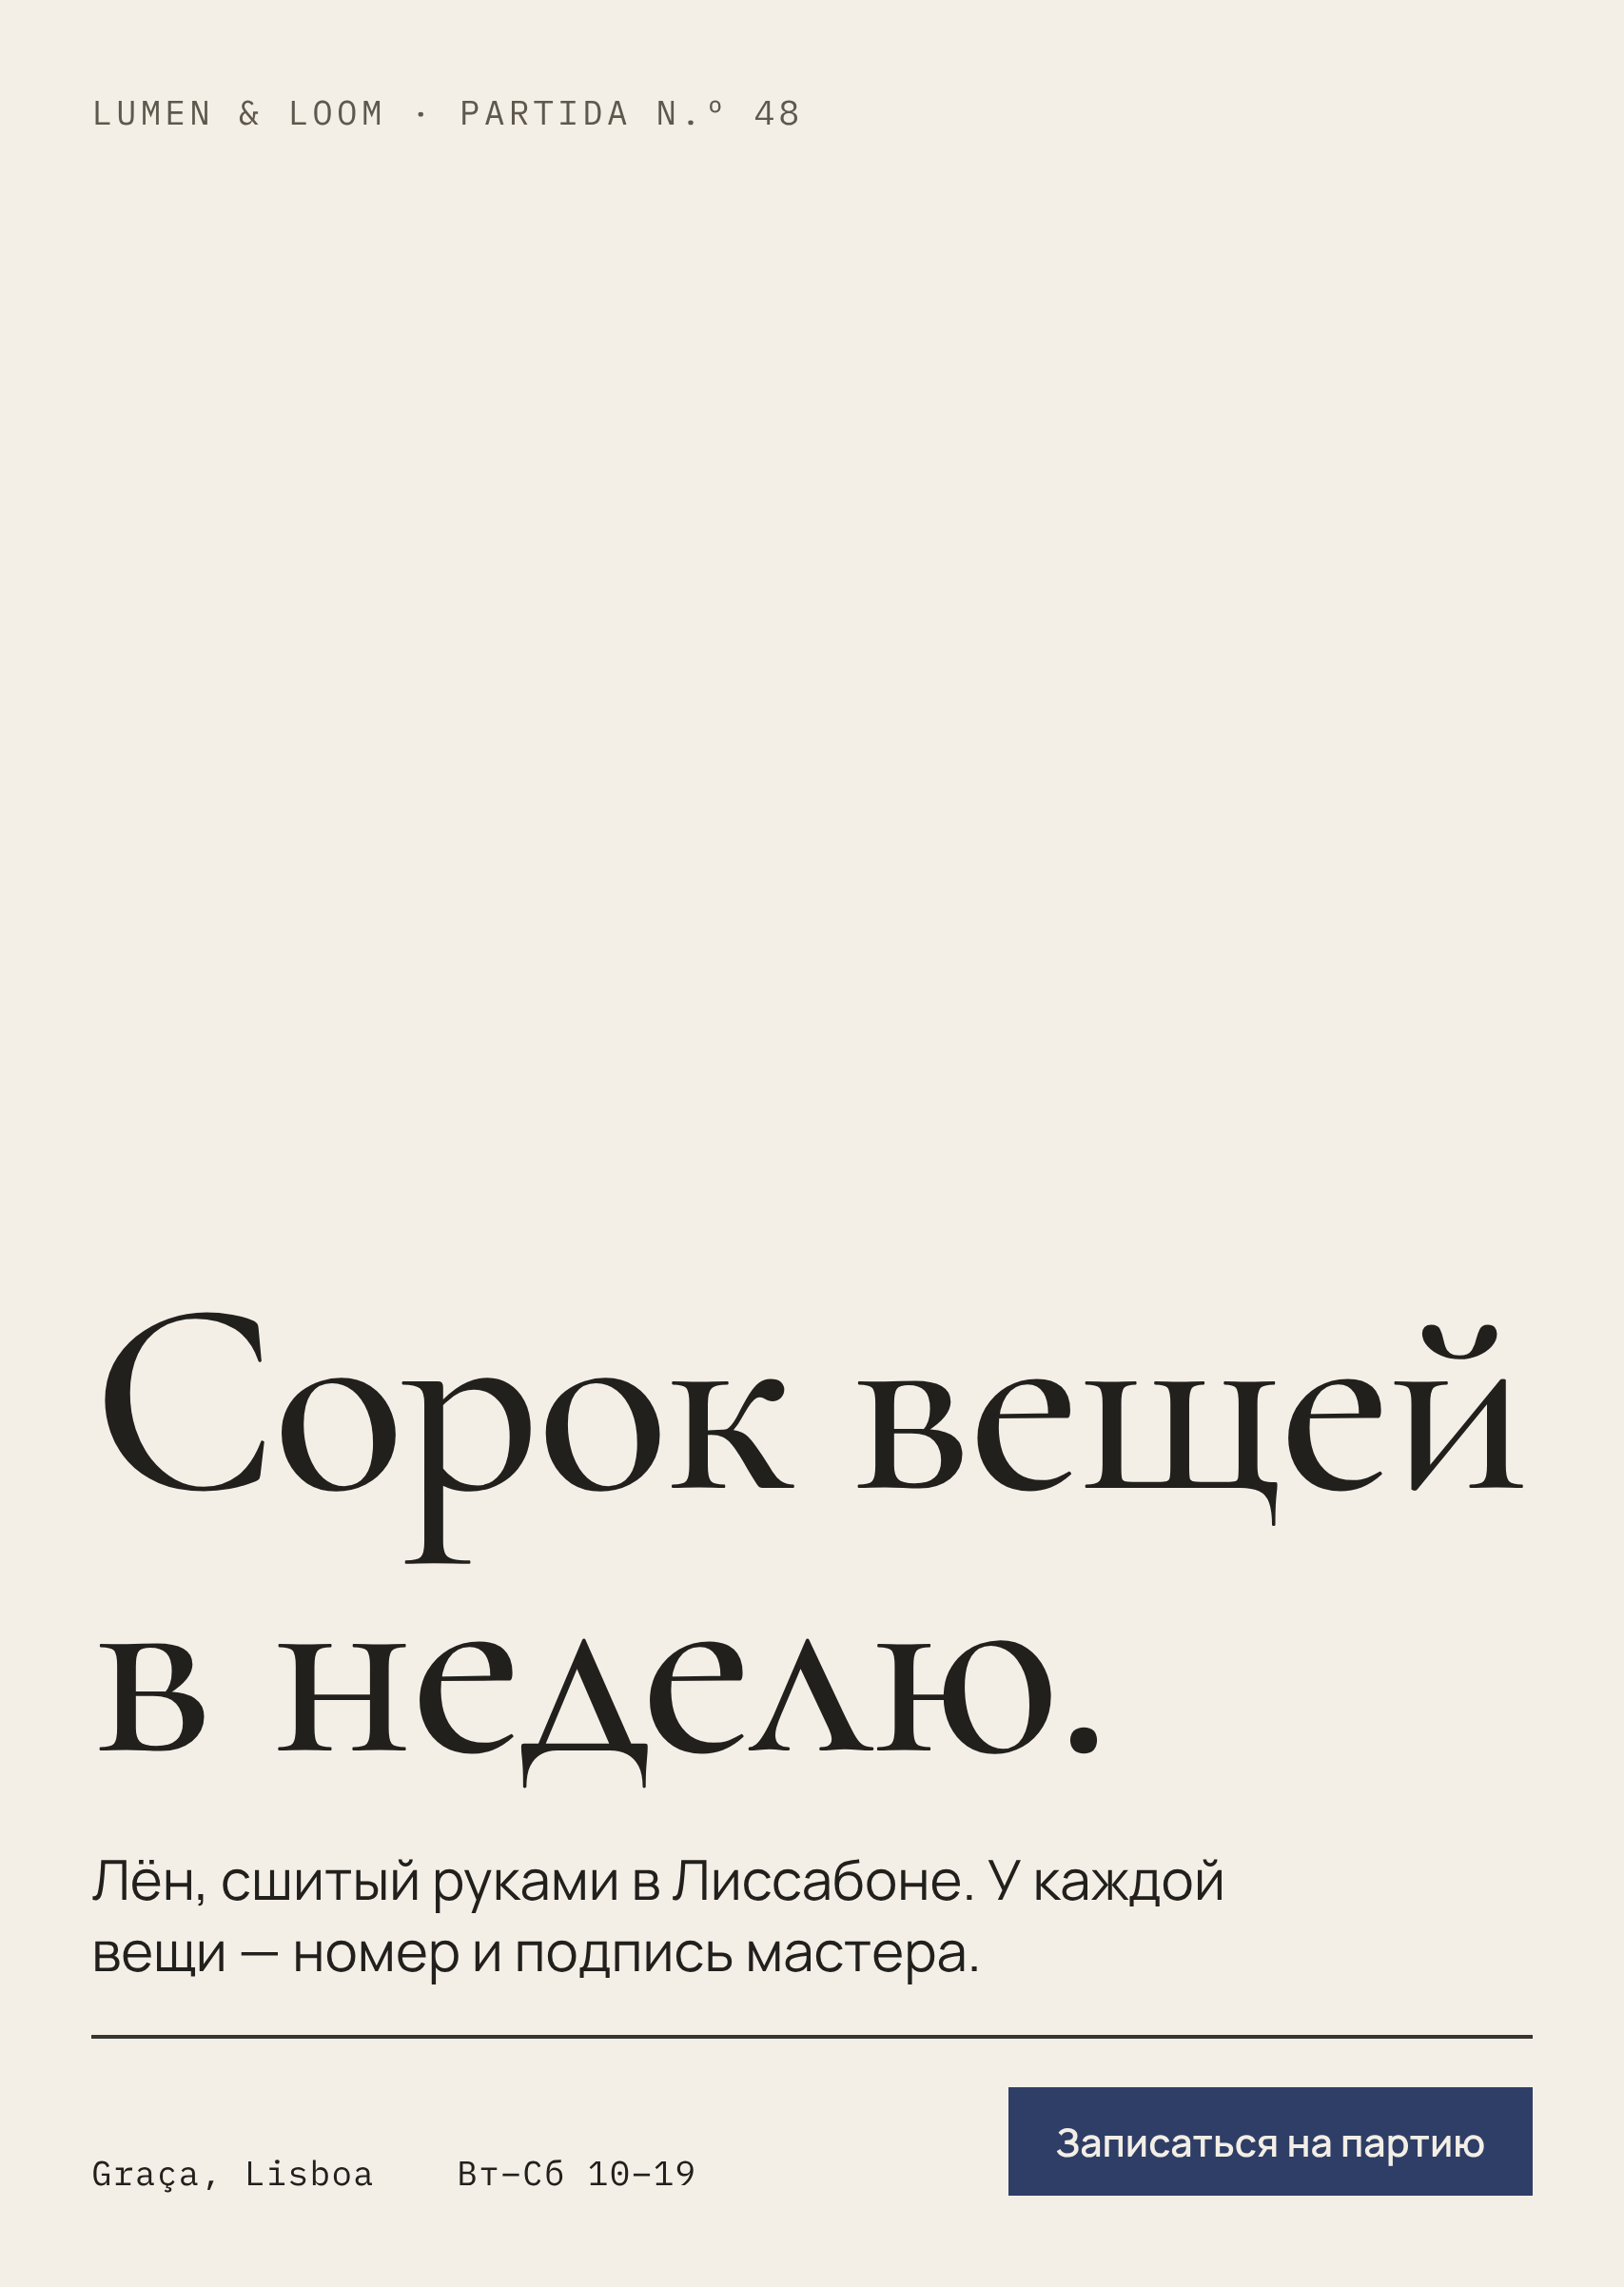 LUMEN & LOOM · PARTIDA N.º 48
Сорок вещей
в неделю.
Лён, сшитый руками в Лиссабоне. У каждой
вещи — номер и подпись мастера.
Graça, Lisboa Вт–Сб 10–19
Записаться на партию